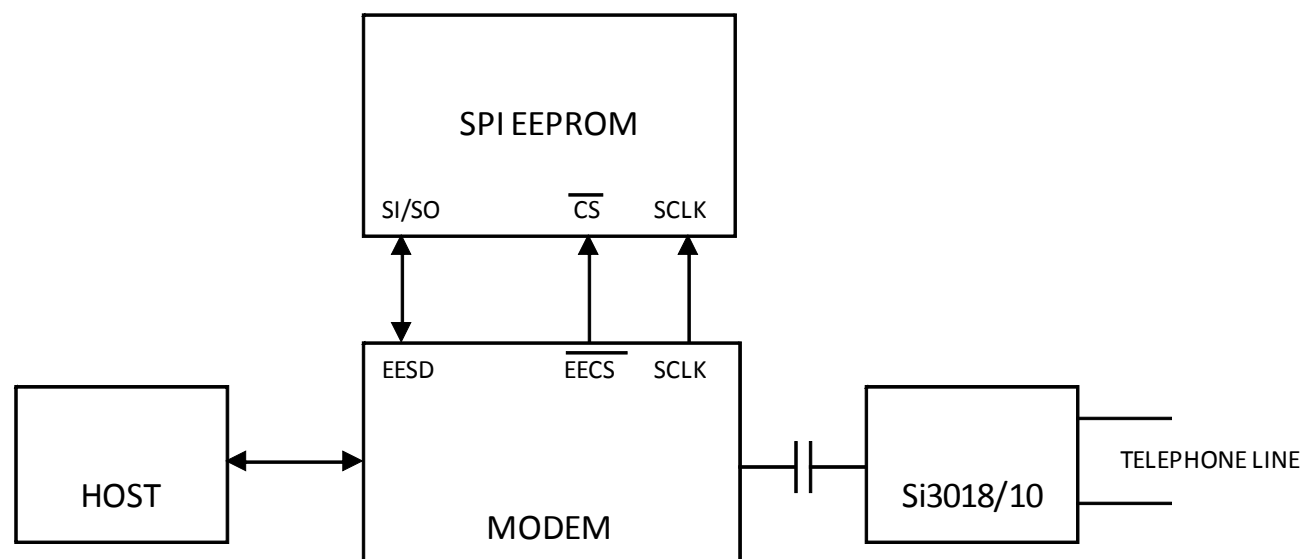 SPI EEPROM
SI/SO CS SCLK
EESD EECS SCLK
HOST
MODEM
Si3018/10
TELEPHONE LINE